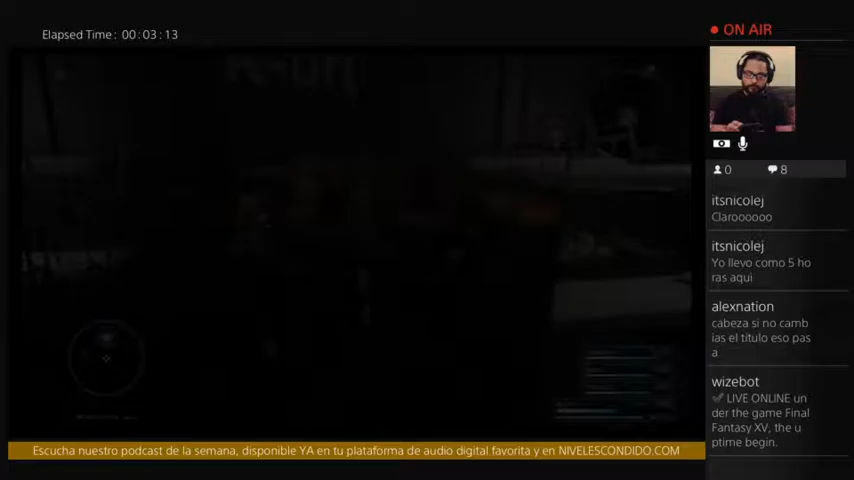 Elapsed Time: 00:03:13
ON AIR
0
8
itsnicolej
Claroooooo
itsnicolej
Yo llevo como 5 ho
ras aqui
alexnation
cabeza si no camb
ias el título eso pas
a
wizebot
LIVE ONLINE un
der the game Final
Fantasy XV, the u
ptime begin.
Escucha nuestro podcast de la semana, disponible YA en tu plataforma de audio digital favorita y en NIVELESCONDIDO.COM